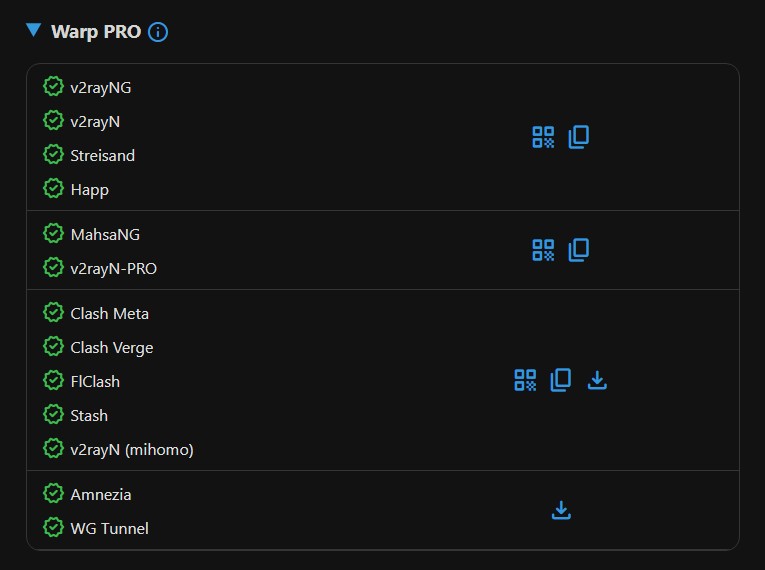 Warp PRO
v2rayNG
v2rayN
Streisand
Happ
MahsaNG
v2rayN-PRO
Clash Meta
Clash Verge
FlClash
Stash
v2rayN (mihomo)
Amnezia
WG Tunnel